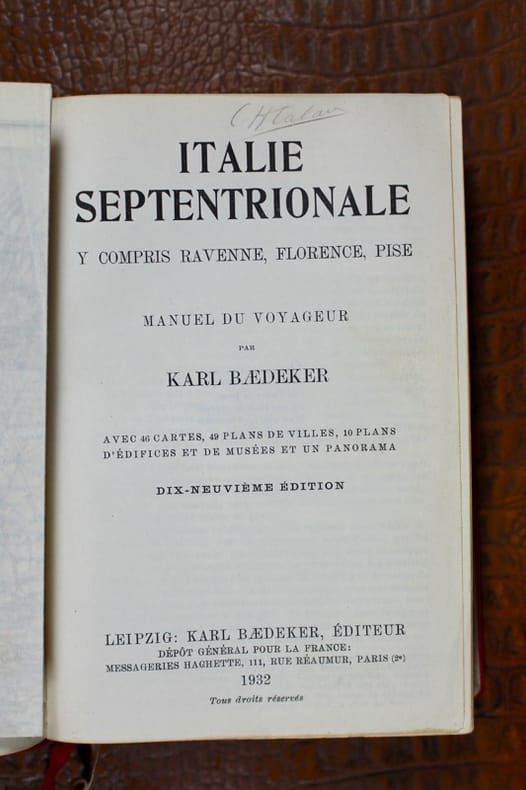 ITALIE
SEPTENTRIONALE
Y COMPRIS RAVENNE, FLORENCE, PISE
MANUEL DU VOYAGEUR
PAR
KARL BÆDEKER
AVEC 46 CARTES, 49 PLANS DE VILLES, 10 PLANS
D'ÉDIFICES ET DE MUSÉES ET UN PANORAMA
DIX-NEUVIÈME ÉDITION
LEIPZIG: KARL BÆDEKER, ÉDITEUR
DÉPÔT GÉNÉRAL POUR LA FRANCE:
MESSAGERIES HACHETTE, 111, RUE RÉAUMUR, PARIS (2e)
1932
Tous droits réservés